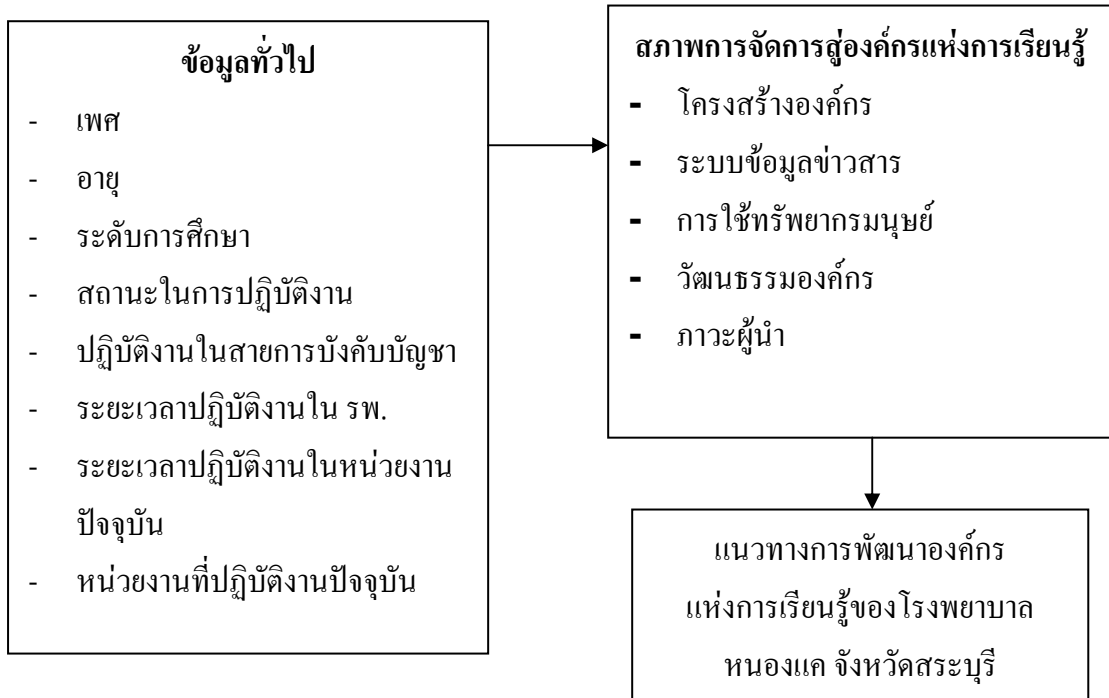 ข้อมูลทั่วไป
- เพศ
- อายุ
- ระดับการศึกษา
- สถานะในการปฏิบัติงาน
- ปฏิบัติงานในสายการบังคับบัญชา
- ระยะเวลาปฏิบัติงานใน รพ.
- ระยะเวลาปฏิบัติงานในหน่วยงาน
ปัจจุบัน
- หน่วยงานที่ปฏิบัติงานปัจจุบัน
สภาพการจัดการสู่องค์กรแห่งการเรียนรู้
- โครงสร้างองค์กร
- ระบบข้อมูลข่าวสาร
- การใช้ทรัพยากรมนุษย์
- วัฒนธรรมองค์กร
- ภาวะผู้นำ
แนวทางการพัฒนาองค์กร
แห่งการเรียนรู้ของโรงพยาบาล
หนองแค จังหวัดสระบุรี